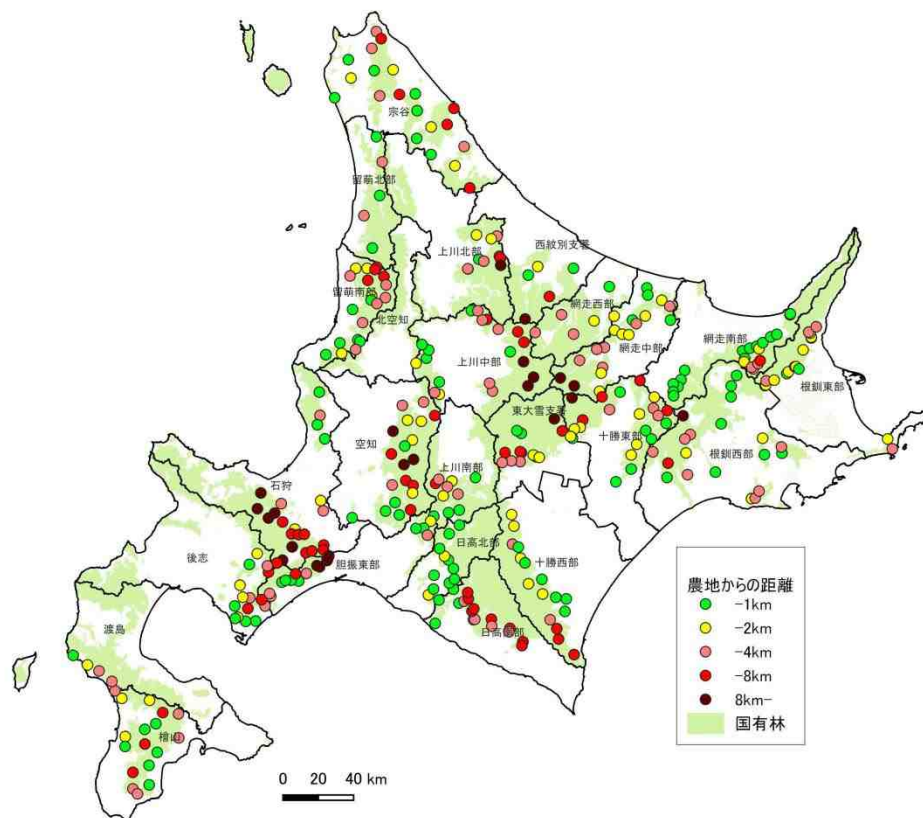 宗谷
留萌北部
上川北部
西紋別支署
留萌南部
網走西部
北空知
網走中部
網走南部
上川中部
根釧東部
東大雪支署
十勝東部
空知
上川南部
根釧西部
石狩
後志
胆振東部
日高北部
十勝西部
渡島
日高南部
檜山
農地からの距離
-1km
-2km
-4km
-8km
8km-
国有林
0 20 40 km